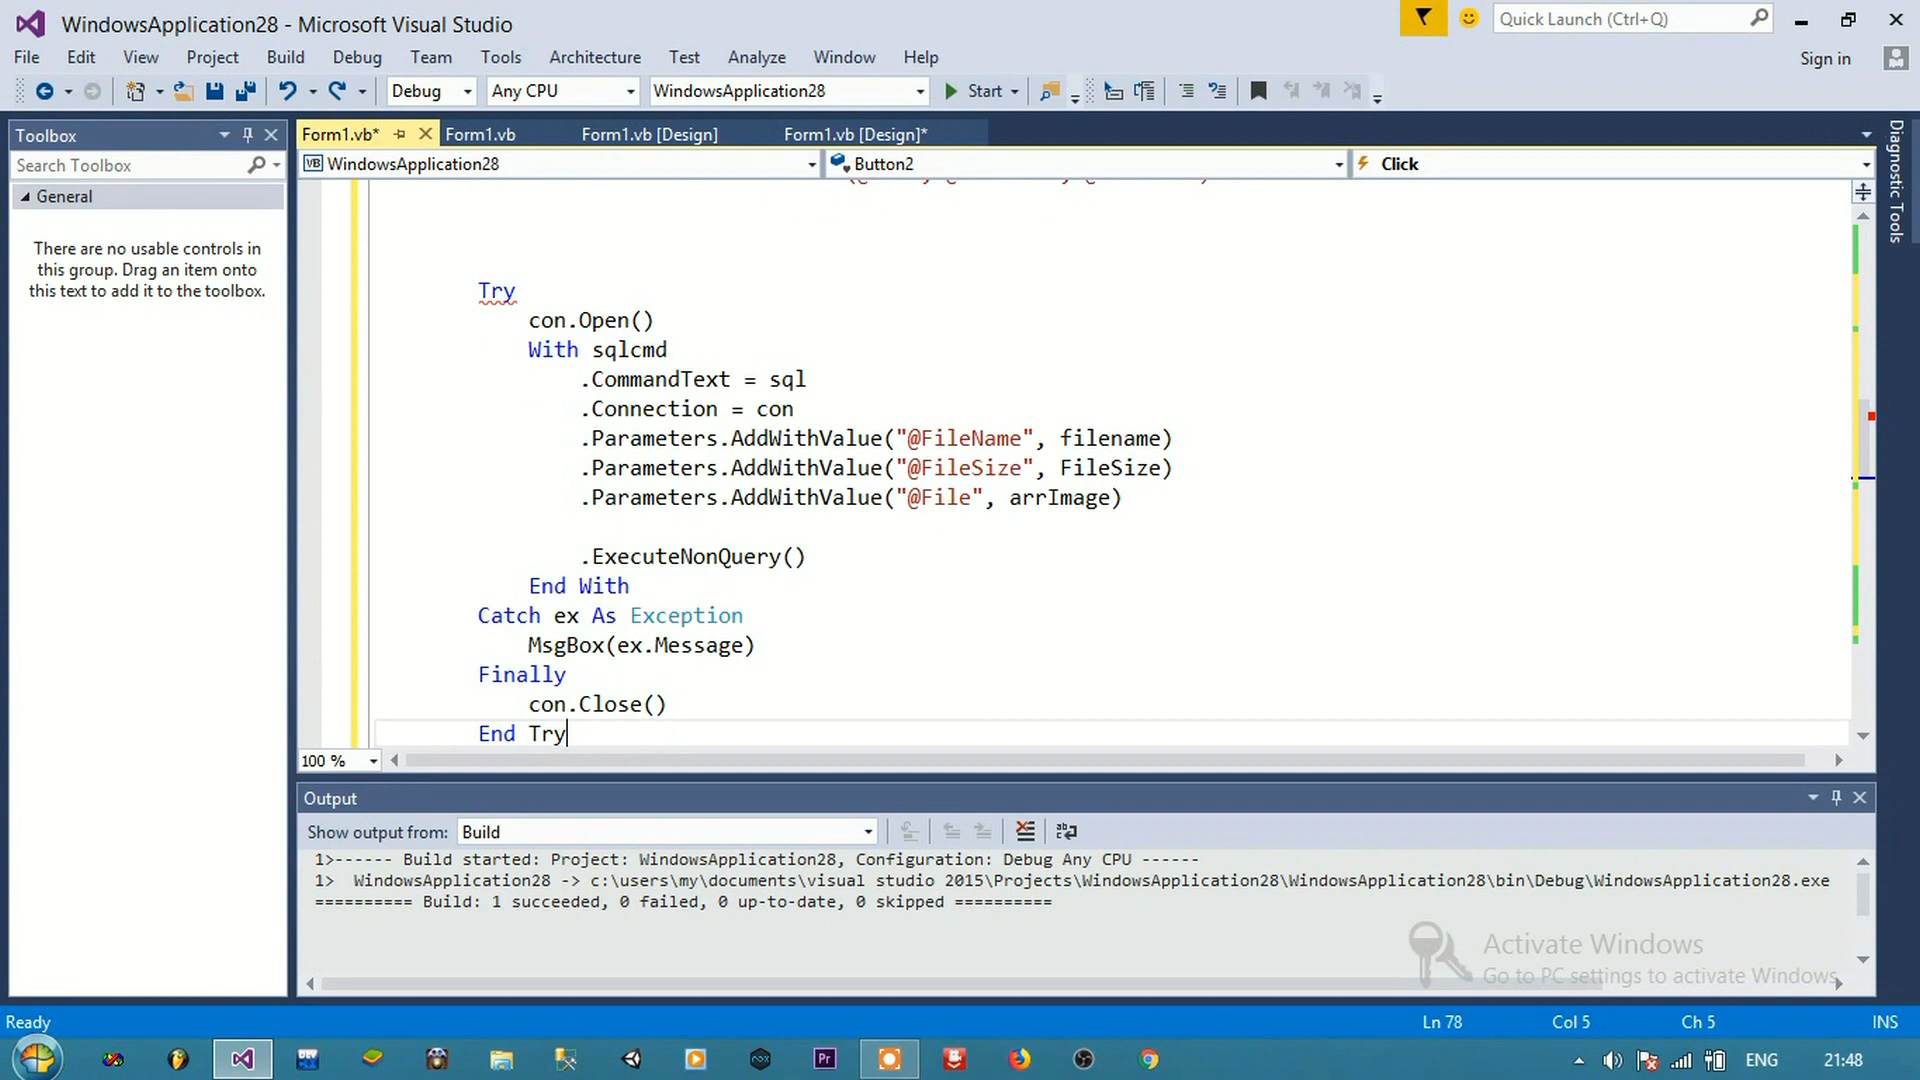 WindowsApplication28 - Microsoft Visual Studio
Quick Launch (Ctrl+Q)
File Edit View Project Build Debug Team Tools Architecture Test Analyze Window Help
Sign in
Debug Any CPU WindowsApplication28 Start
Toolbox
Search Toolbox
General
There are no usable controls in
this group. Drag an item onto
this text to add it to the toolbox.
Form1.vb* Form1.vb Form1.vb [Design] Form1.vb [Design]*
VB WindowsApplication28 Button2 Click
Diagnostic Tools
Try
con.Open()
With sqlcmd
.CommandText = sql
.Connection = con
.Parameters.AddWithValue("@FileName", filename)
.Parameters.AddWithValue("@FileSize", FileSize)
.Parameters.AddWithValue("@File", arrImage)
.ExecuteNonQuery()
End With
Catch ex As Exception
MsgBox(ex.Message)
Finally
con.Close()
End Try
100 %
Output
Show output from: Build
1>------ Build started: Project: WindowsApplication28, Configuration: Debug Any CPU ------
1>  WindowsApplication28 -> c:\users\my\documents\visual studio 2015\Projects\WindowsApplication28\WindowsApplication28\bin\Debug\WindowsApplication28.exe
========== Build: 1 succeeded, 0 failed, 0 up-to-date, 0 skipped ==========
Activate Windows
Go to PC settings to activate Windows.
Ready Ln 78 Col 5 Ch 5 INS
DEV nox Pr ENG 21:48